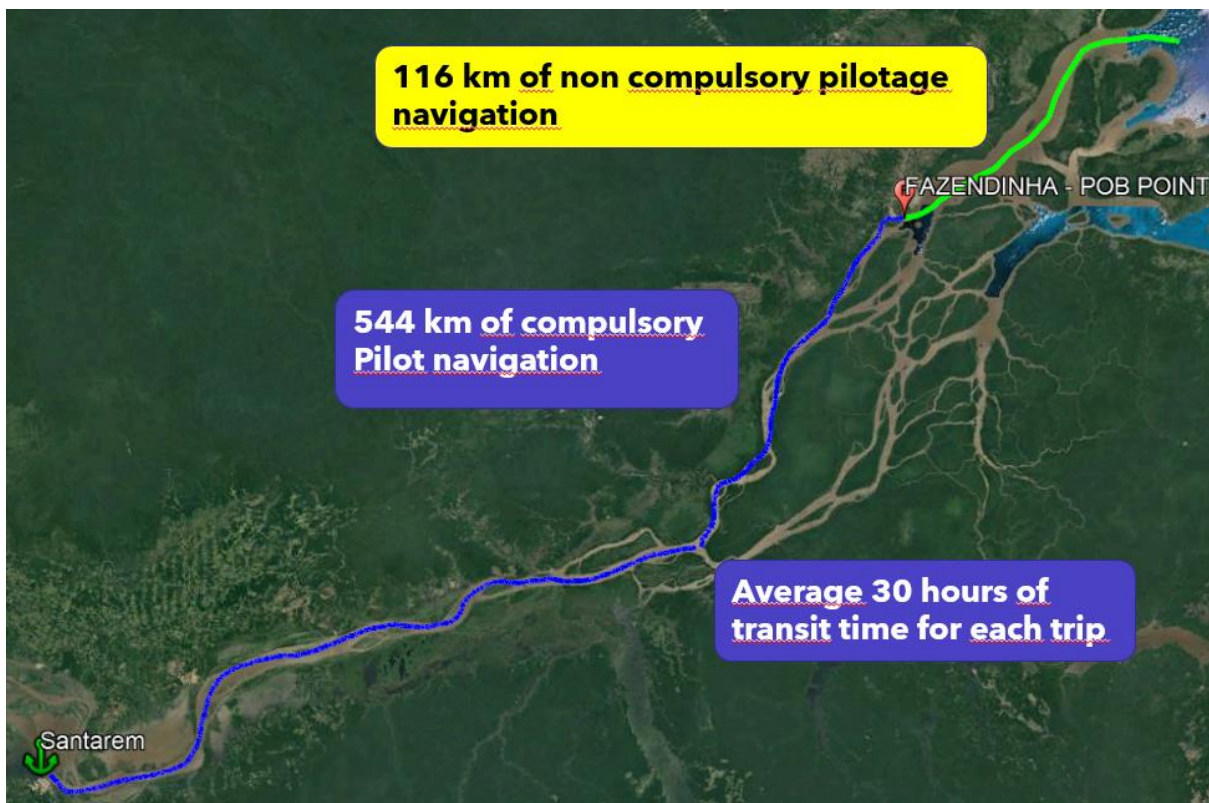 116 km of non compulsory pilotage
navigation
FAZENDINHA - POB POINT
544 km of compulsory
Pilot navigation
Average 30 hours of
transit time for each trip
Santarem